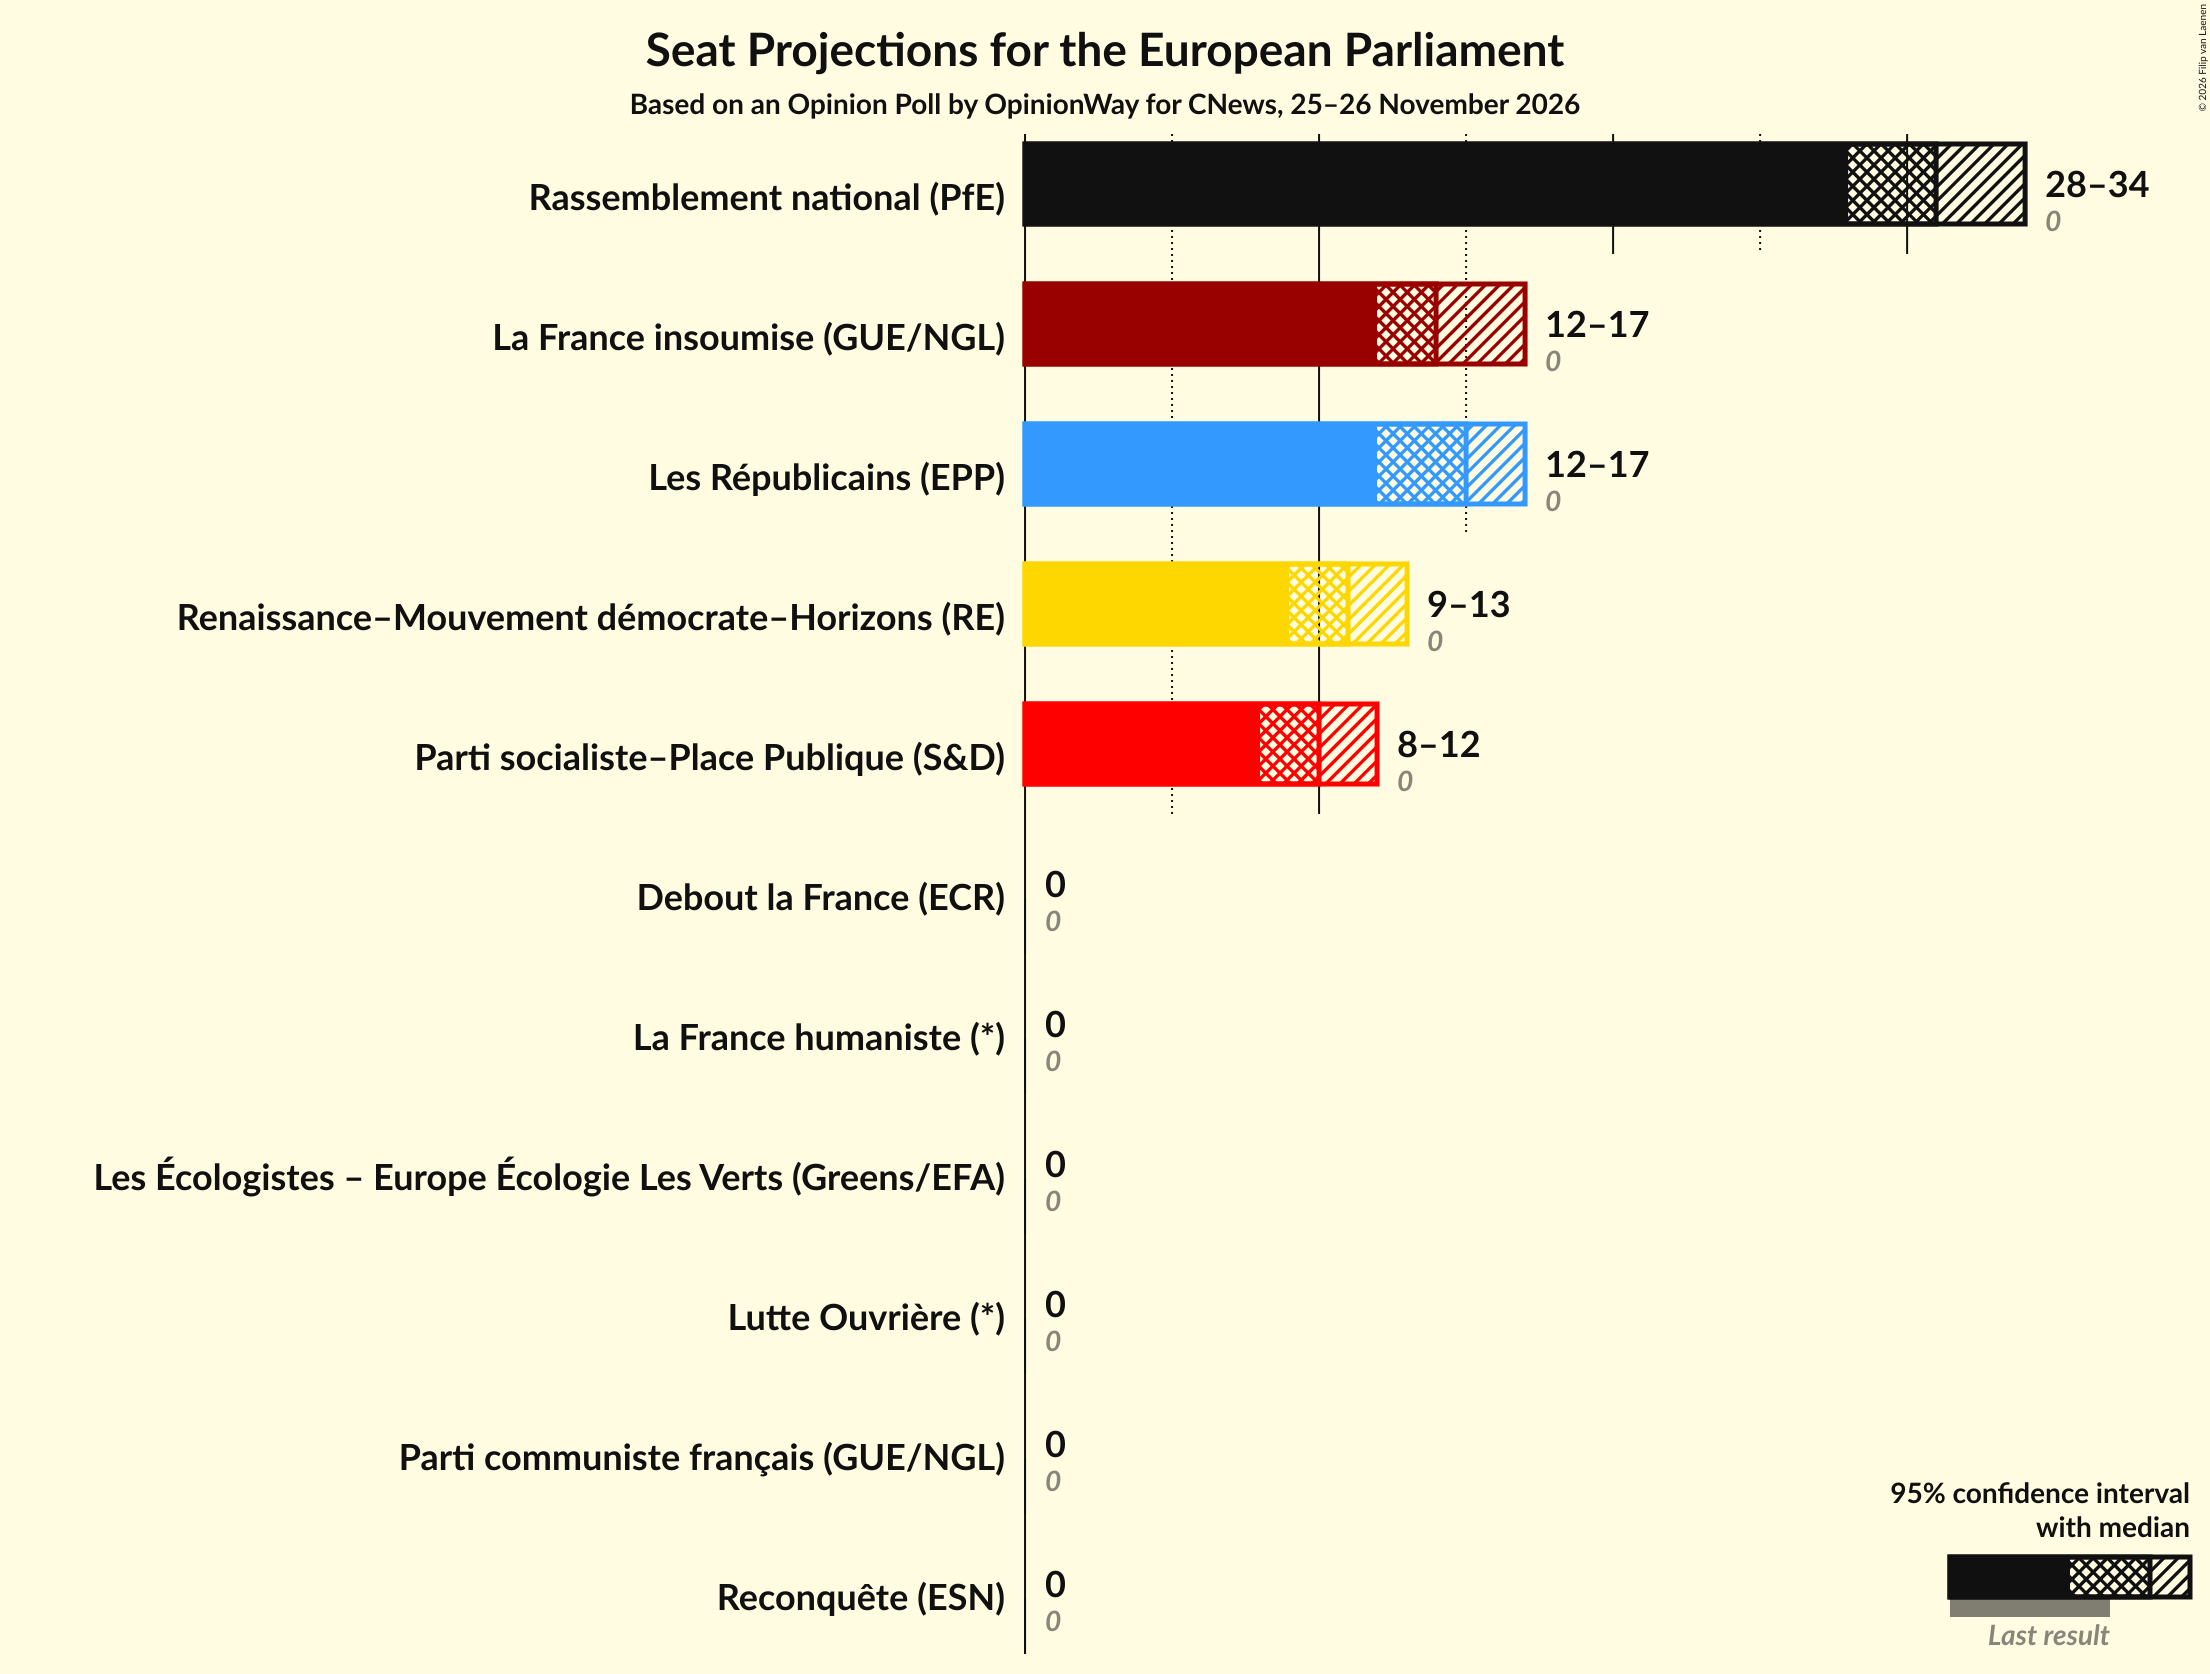 Seat Projections for the European Parliament
Based on an Opinion Poll by OpinionWay for CNews, 25–26 November 2026
© 2026 Filip van Laenen
Rassemblement national (PfE)
28–34
0
La France insoumise (GUE/NGL)
12–17
0
Les Républicains (EPP)
12–17
0
Renaissance–Mouvement démocrate–Horizons (RE)
9–13
0
Parti socialiste–Place Publique (S&D)
8–12
0
Debout la France (ECR)
0
0
La France humaniste (*)
0
0
Les Écologistes – Europe Écologie Les Verts (Greens/EFA)
0
0
Lutte Ouvrière (*)
0
0
Parti communiste français (GUE/NGL)
0
0
Reconquête (ESN)
0
0
95% confidence interval
with median
Last result